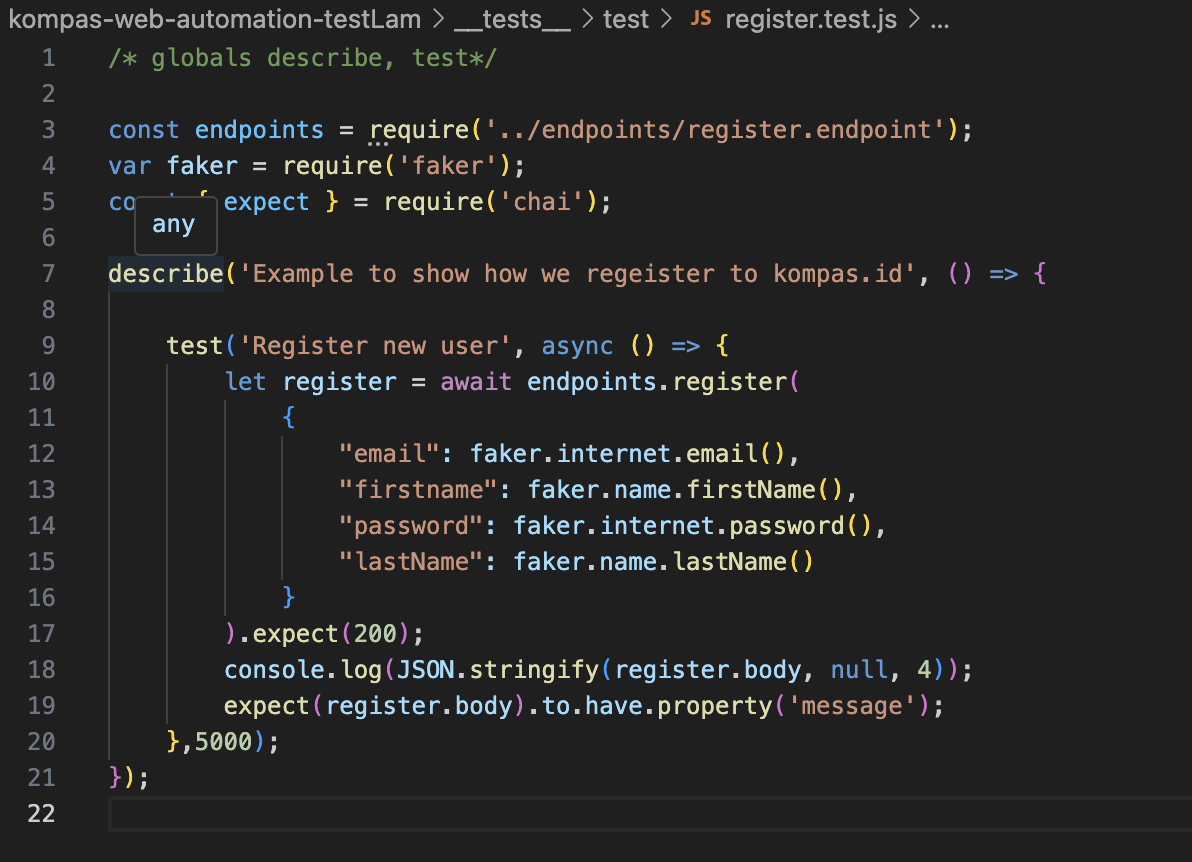 kompas-web-automation-testLam > __tests__ > test > JS register.test.js > ...
1 /* globals describe, test*/
2
3 const endpoints = require('../endpoints/register.endpoint');
4 var faker = require('faker');
5 co { expect } = require('chai');
any
6
7 describe('Example to show how we regeister to kompas.id', () => {
8
9 test('Register new user', async () => {
10 let register = await endpoints.register(
11 {
12 "email": faker.internet.email(),
13 "firstname": faker.name.firstName(),
14 "password": faker.internet.password(),
15 "lastName": faker.name.lastName()
16 }
17 ).expect(200);
18 console.log(JSON.stringify(register.body, null, 4));
19 expect(register.body).to.have.property('message');
20 },5000);
21 });
22